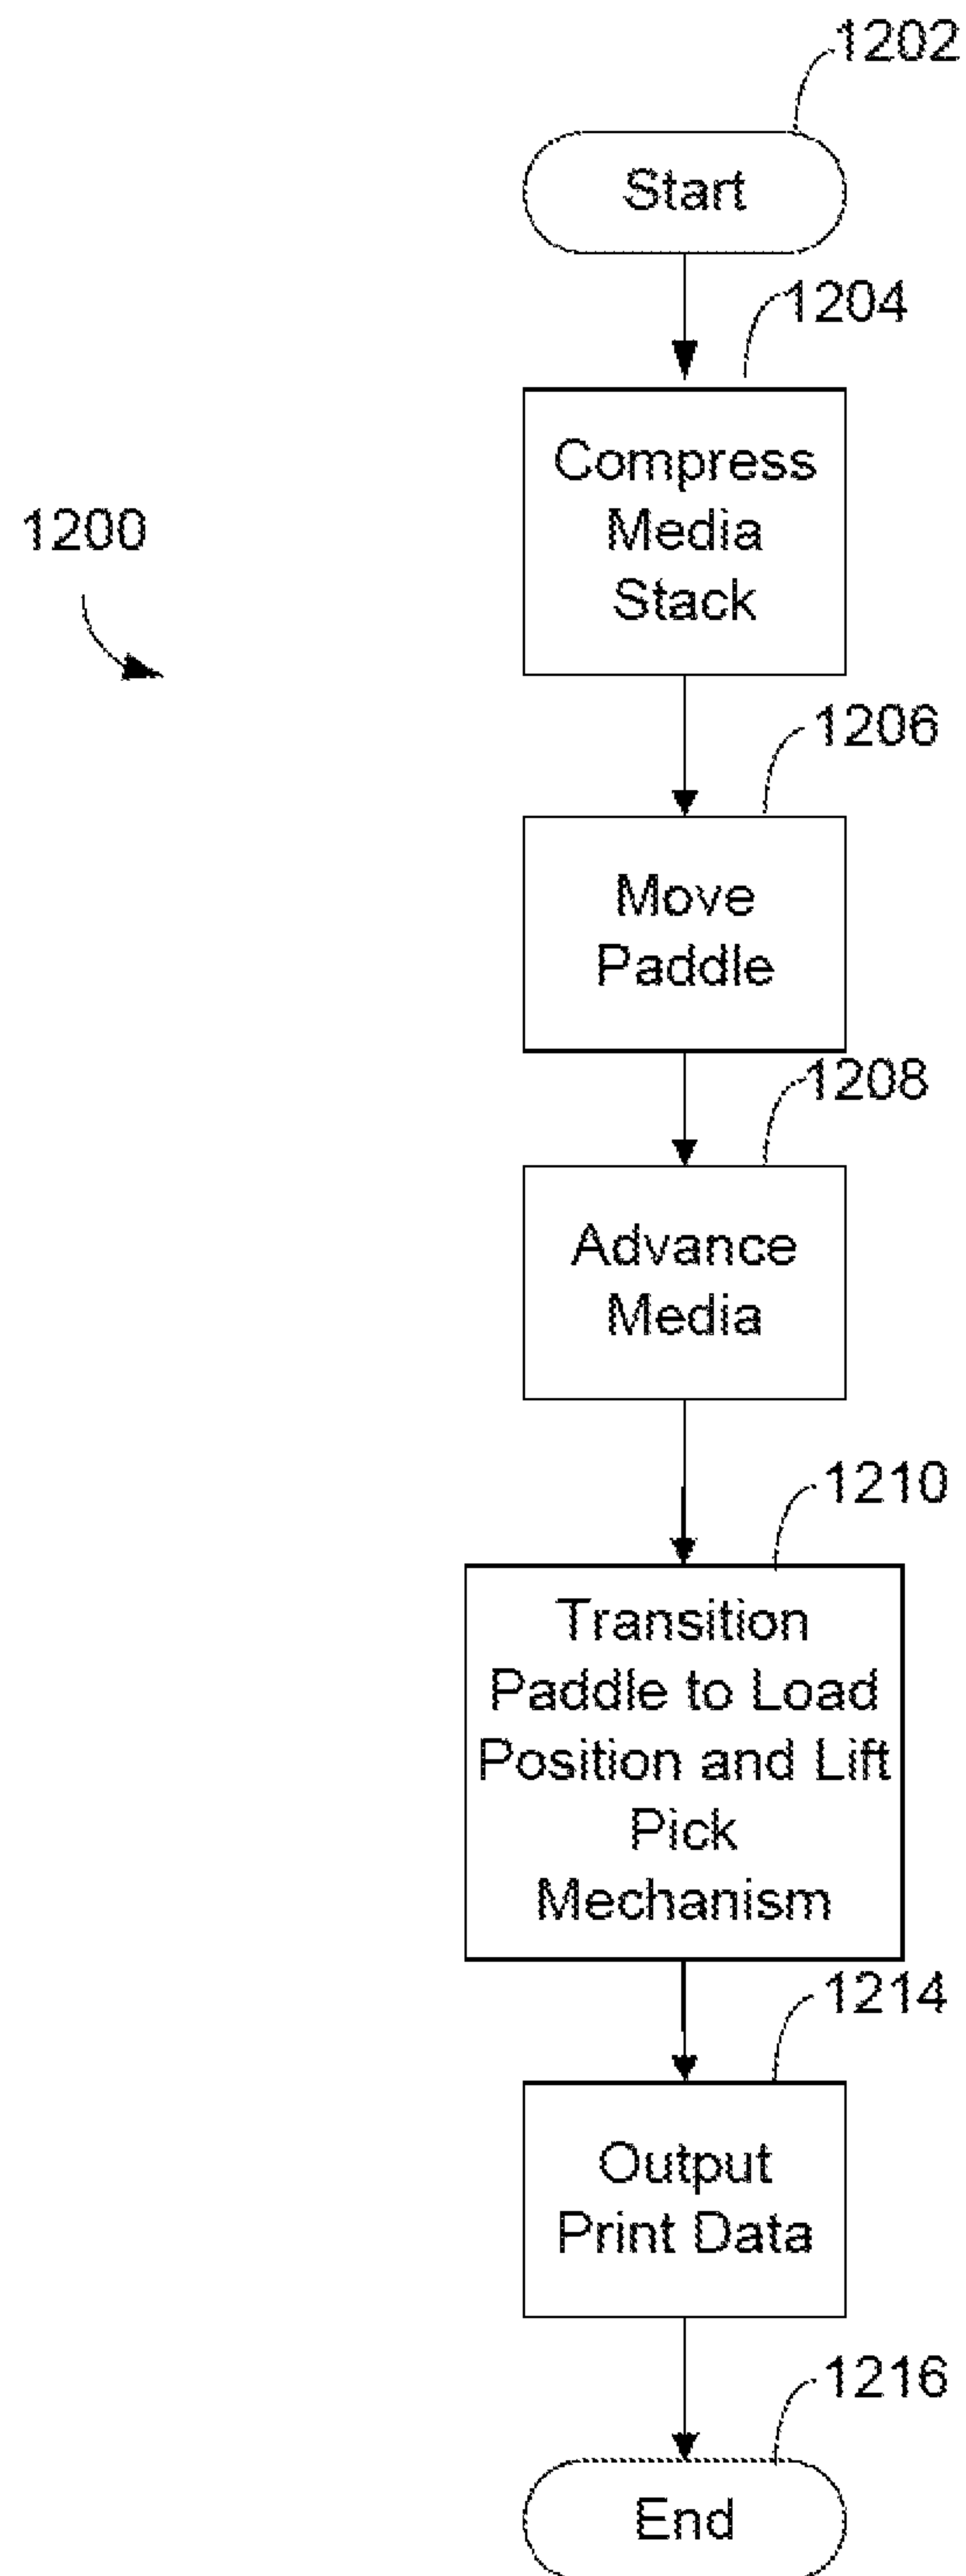 1202
Start
1204
Compress
Media
Stack
1200
1206
Move
Paddle
1208
Advance
Media
1210
Transition
Paddle to Load
Position and Lift
Pick
Mechanism
1214
Output
Print Data
1216
End